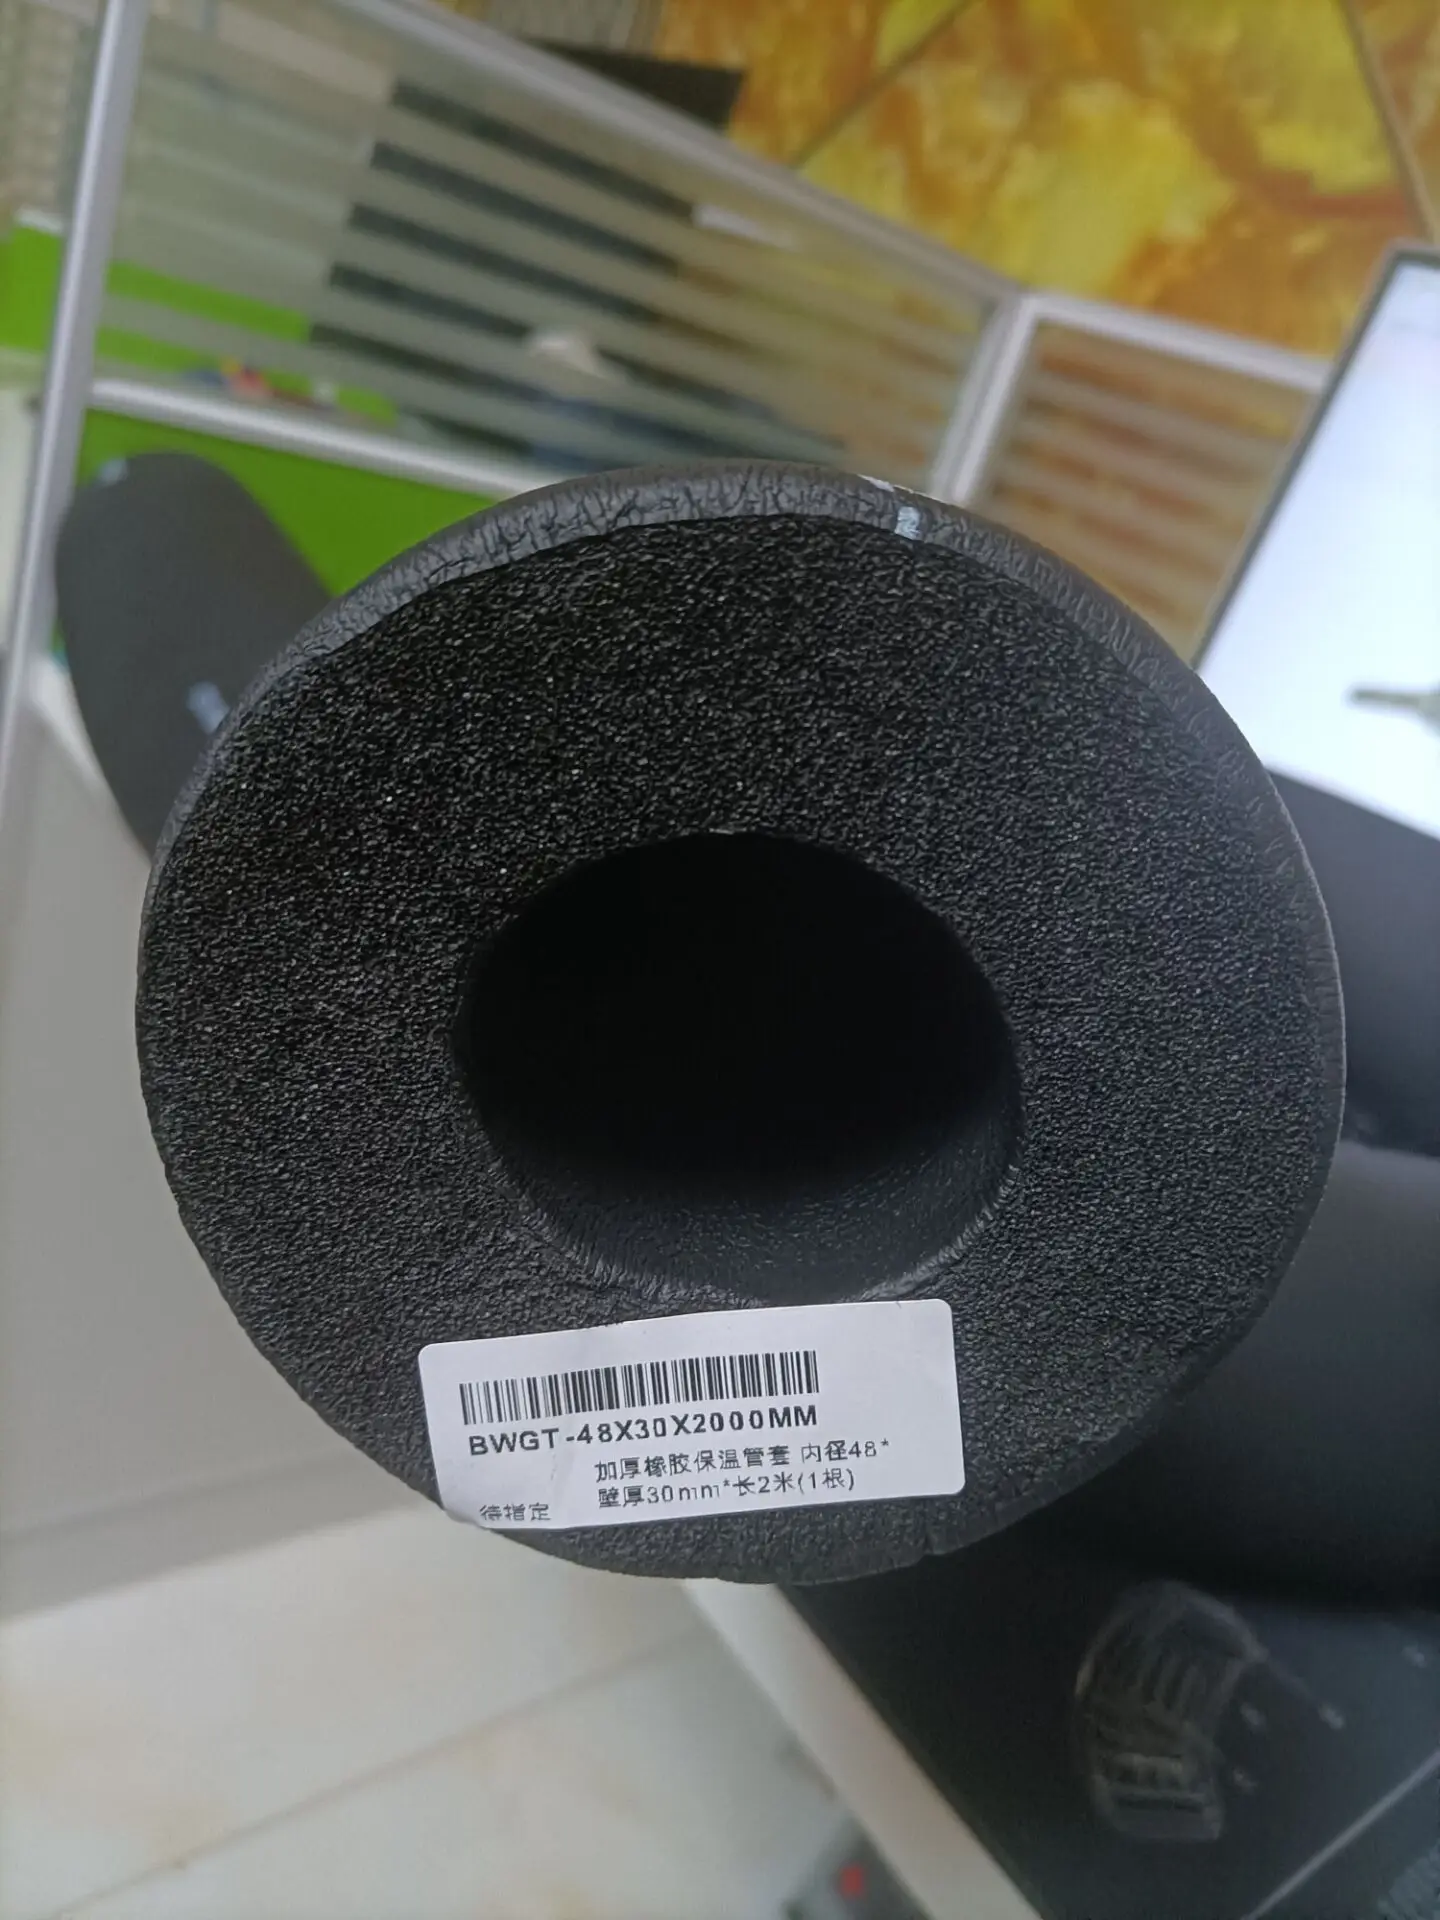 BWGT-48X30X2000MM
加厚橡胶保温管套 内径48*
壁厚30mm*长2米(1根)
待指定